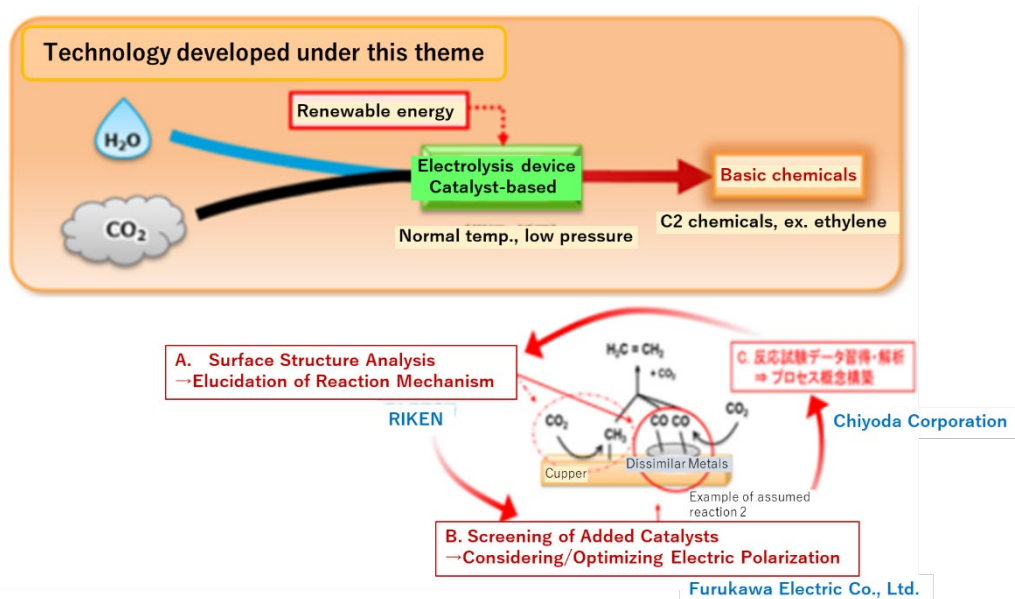 Technology developed under this theme
Renewable energy
H₂O
Electrolysis device
Catalyst-based
Basic chemicals
CO₂
Normal temp., low pressure
C2 chemicals, ex. ethylene
A. Surface Structure Analysis
→Elucidation of Reaction Mechanism
RIKEN
H₂C = CH₂
+ CO₂
C. 反応試験データ習得・解析
⇒ プロセス概念構築
Chiyoda Corporation
CO₂
CH₃
CO CO
CO₂
Cupper
Dissimilar Metals
Example of assumed
reaction 2
B. Screening of Added Catalysts
→Considering/Optimizing Electric Polarization
Furukawa Electric Co., Ltd.